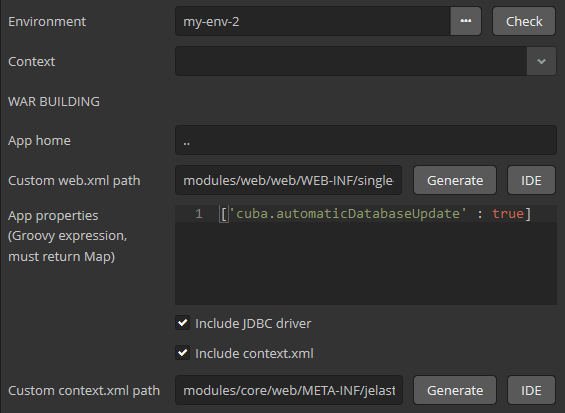 Environment my-env-2 ••• Check
Context
WAR BUILDING
App home ..
Custom web.xml path modules/web/web/WEB-INF/single Generate IDE
App properties 1 ['cuba.automaticDatabaseUpdate' : true]
(Groovy expression,
must return Map)
Include JDBC driver
Include context.xml
Custom context.xml path modules/core/web/META-INF/jelast Generate IDE